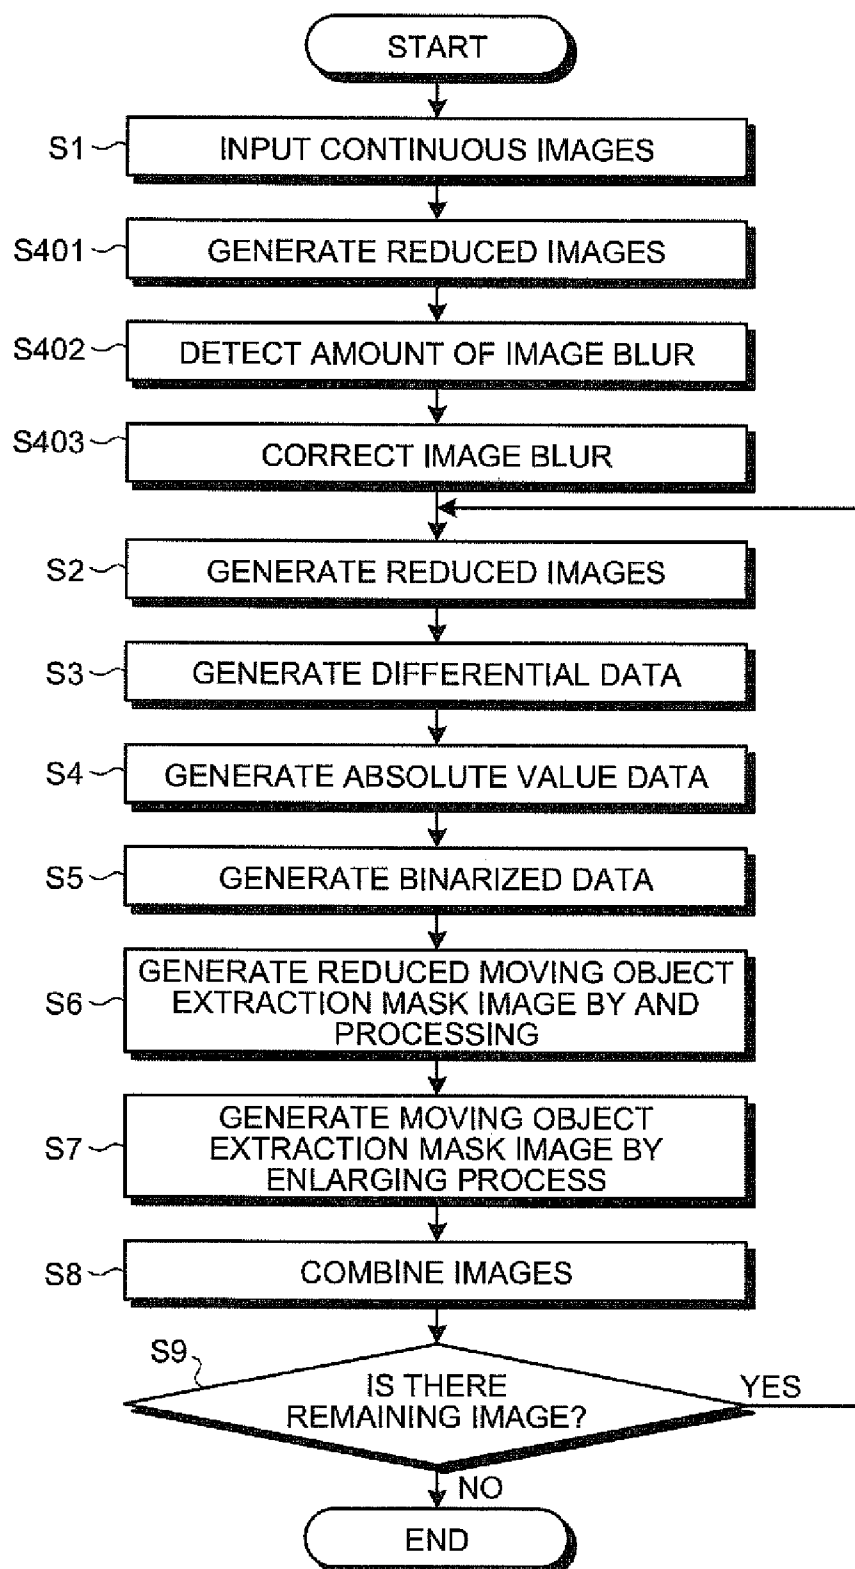 START
S1
INPUT CONTINUOUS IMAGES
S401
GENERATE REDUCED IMAGES
S402
DETECT AMOUNT OF IMAGE BLUR
S403
CORRECT IMAGE BLUR
S2
GENERATE REDUCED IMAGES
S3
GENERATE DIFFERENTIAL DATA
S4
GENERATE ABSOLUTE VALUE DATA
S5
GENERATE BINARIZED DATA
S6
GENERATE REDUCED MOVING OBJECT
EXTRACTION MASK IMAGE BY AND
PROCESSING
S7
GENERATE MOVING OBJECT
EXTRACTION MASK IMAGE BY
ENLARGING PROCESS
S8
COMBINE IMAGES
S9
IS THERE
REMAINING IMAGE?
YES
NO
END